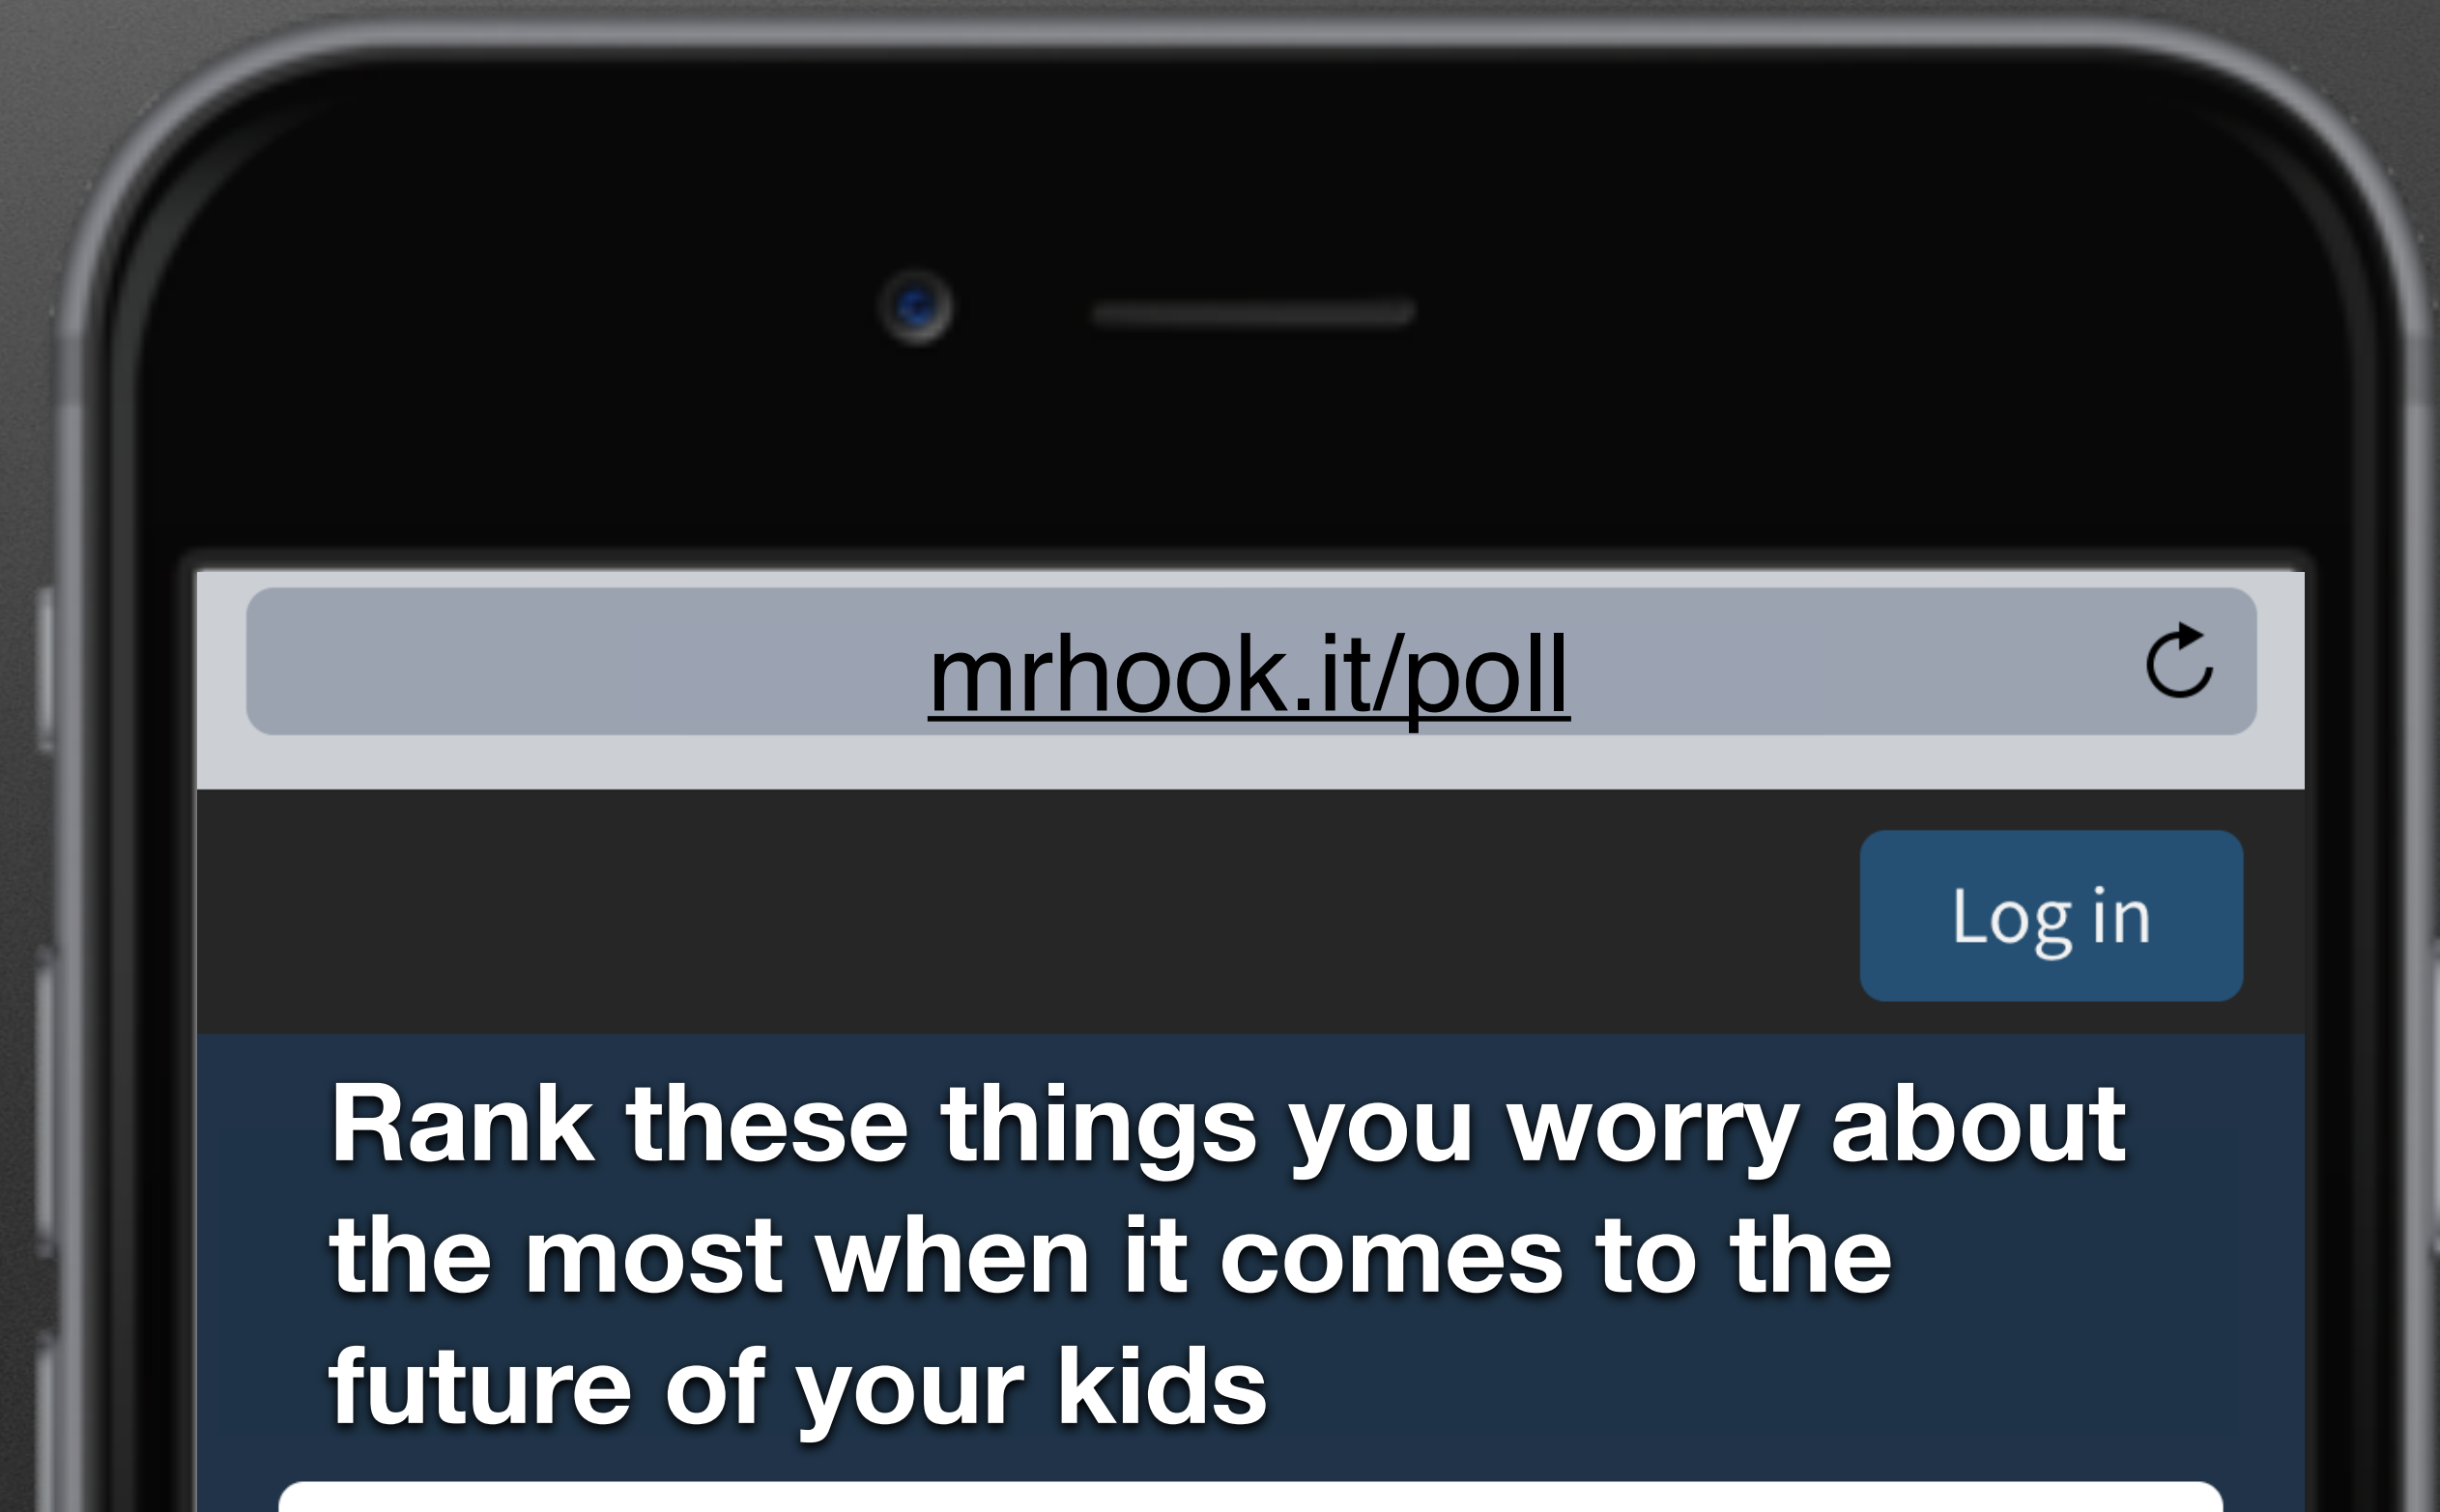 mrhook.it/poll
Log in
Rank these things you worry about
the most when it comes to the
future of your kids